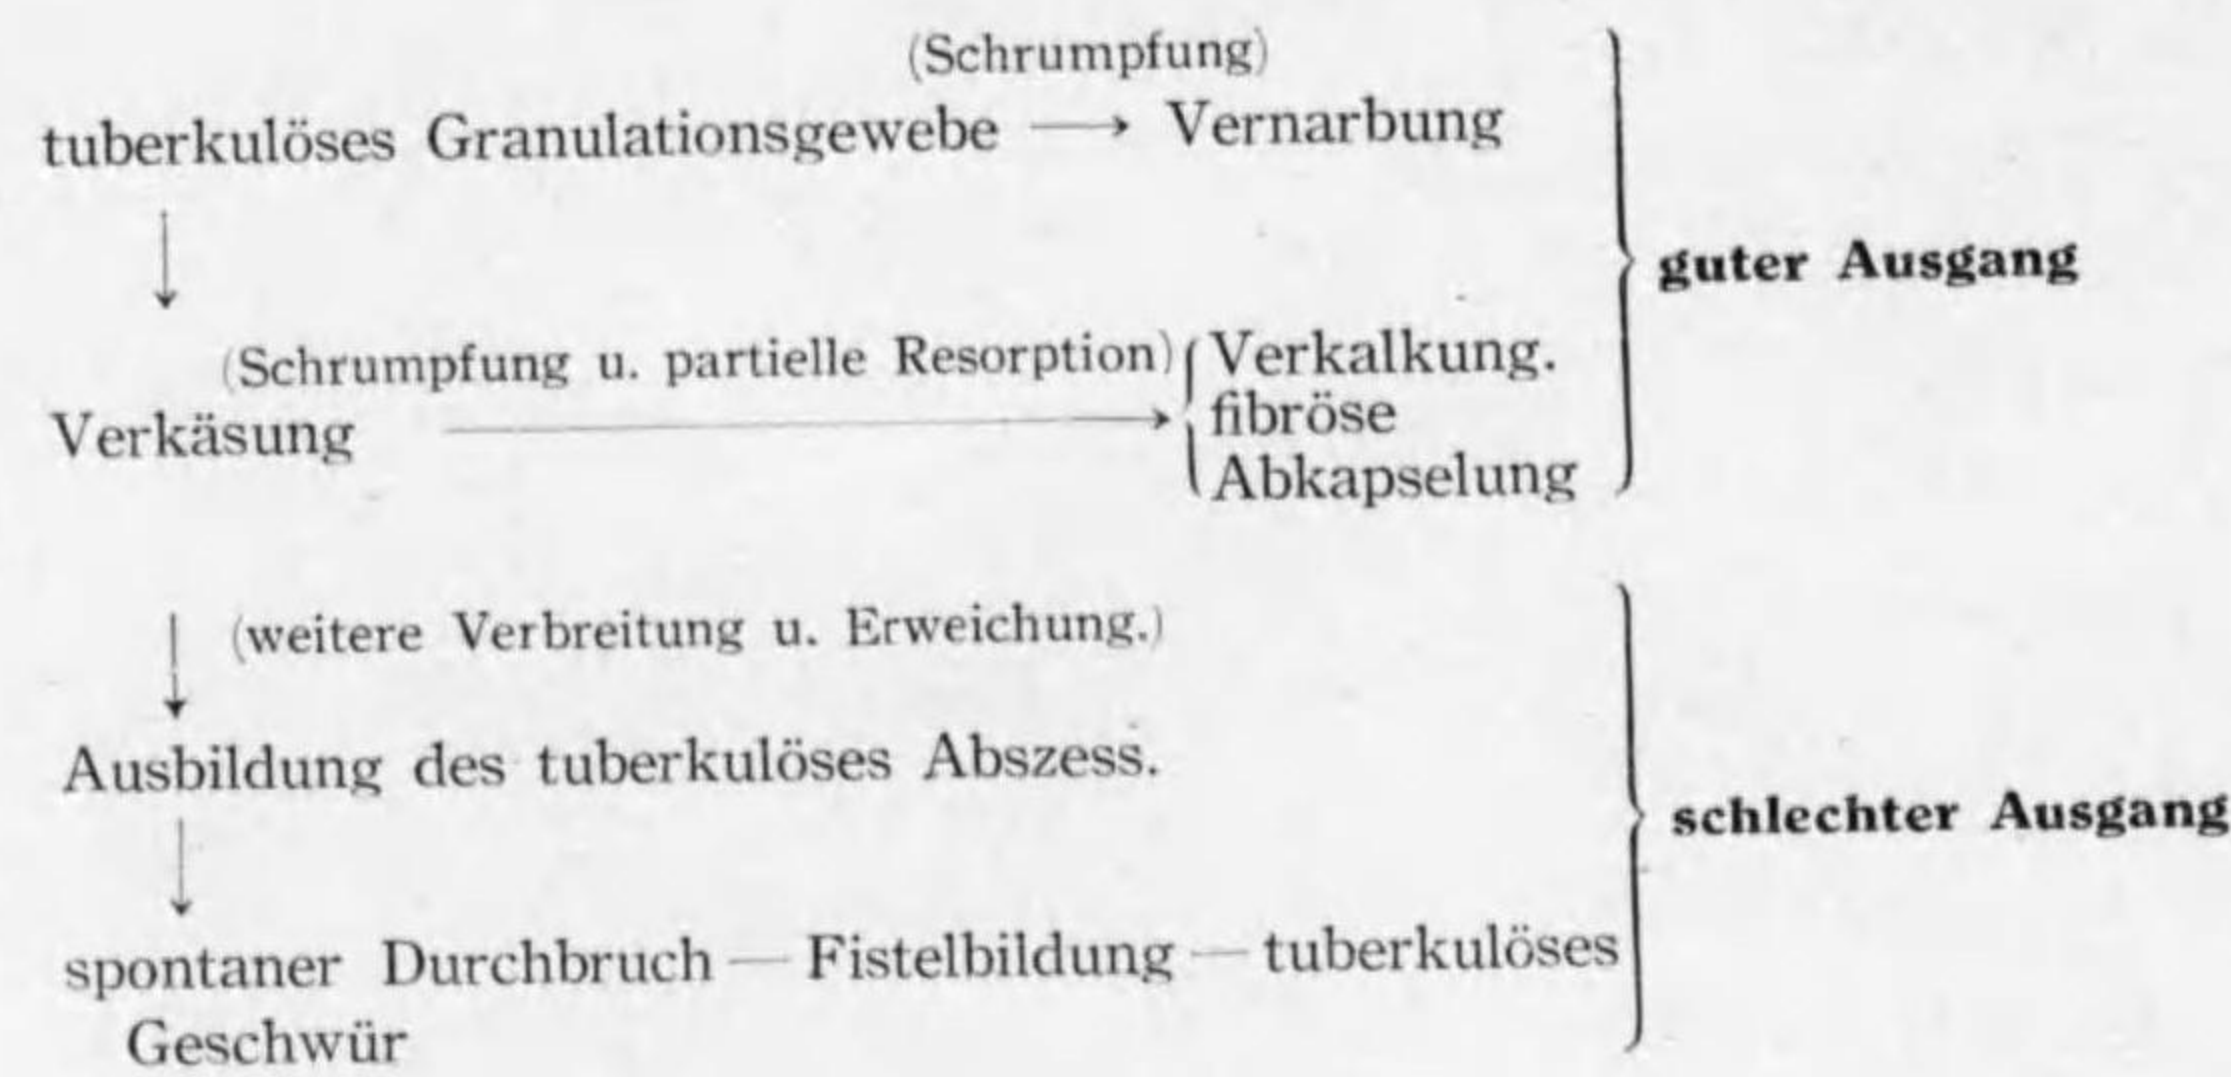 (Schrumpfung)
tuberkulöses Granulationsgewebe → Vernarbung
guter Ausgang
(Schrumpfung u. partielle Resorption) Verkalkung.
Verkäsung → fibröse
Abkapselung
(weitere Verbreitung u. Erweichung.)
Ausbildung des tuberkulöses Abszess.
schlechter Ausgang
spontaner Durchbruch — Fistelbildung — tuberkulöses
Geschwür